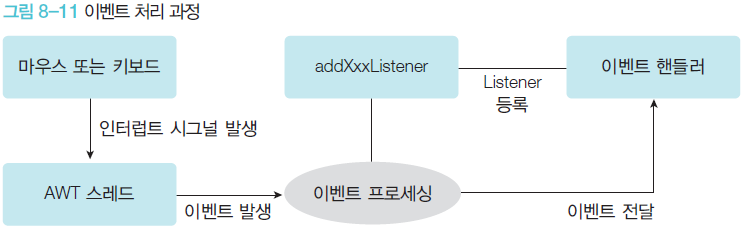 그림 8-11 이벤트 처리 과정
마우스 또는 키보드
addXxxListener
Listener
등록
이벤트 핸들러
인터럽트 시그널 발생
AWT 스레드
이벤트 발생
이벤트 프로세싱
이벤트 전달